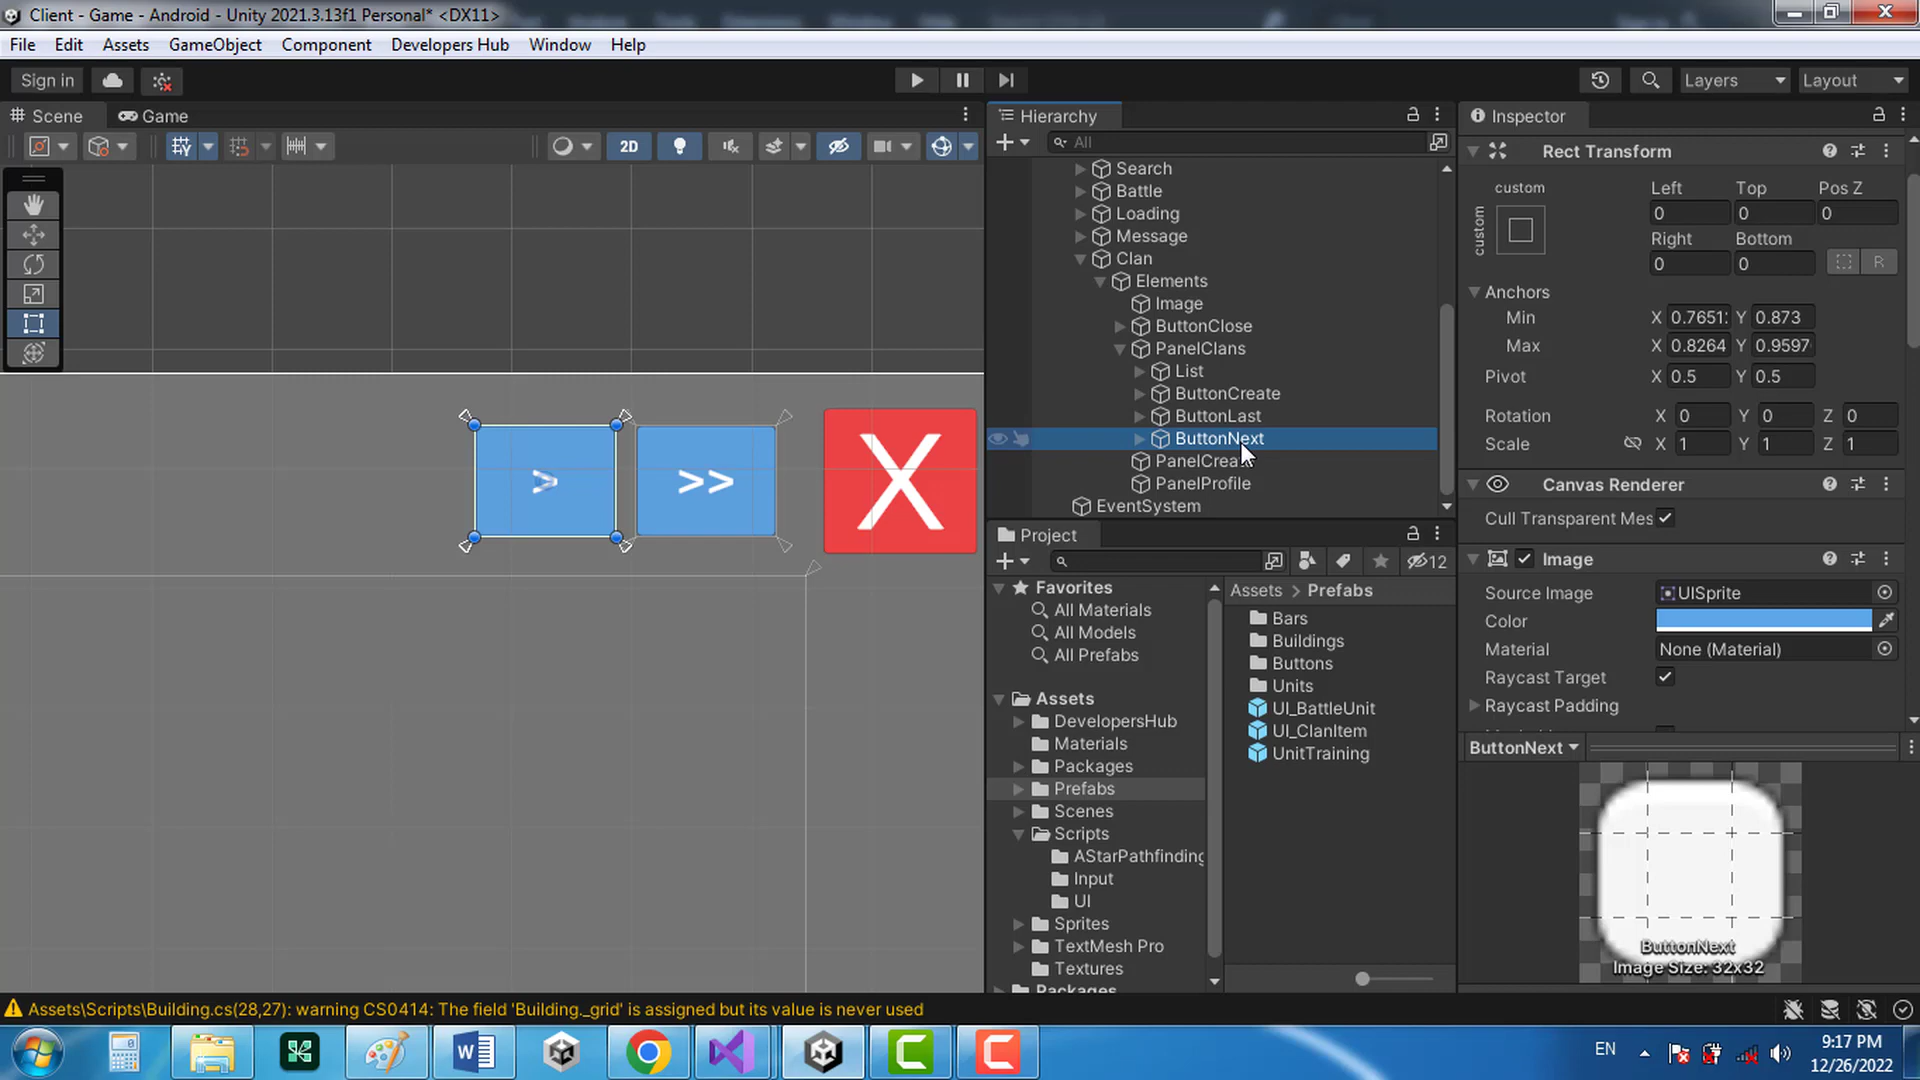 Client - Game - Android - Unity 2021.3.13f1 Personal* <DX11>
File Edit Assets GameObject Component Developers Hub Window Help
Sign in Layers Layout
Scene Game
2D
> >> X
Hierarchy
All
Search
Battle
Loading
Message
Clan
Elements
Image
ButtonClose
PanelClans
List
ButtonCreate
ButtonLast
ButtonNext
PanelCreate
PanelProfile
EventSystem
Project
12
Favorites
All Materials
All Models
All Prefabs
Assets
DevelopersHub
Materials
Packages
Prefabs
Scenes
Scripts
AStarPathfinding
Input
UI
Sprites
TextMesh Pro
Textures
Packages
Assets > Prefabs
Bars
Buildings
Buttons
Units
UI_BattleUnit
UI_ClanItem
UnitTraining
Inspector
Rect Transform
custom Left Top Pos Z
custom 0 0 0
Right Bottom
0 0 R
Anchors
Min X 0.7651: Y 0.873
Max X 0.8264 Y 0.9597
Pivot X 0.5 Y 0.5
Rotation X 0 Y 0 Z 0
Scale X 1 Y 1 Z 1
Canvas Renderer
Cull Transparent Mes
Image
Source Image UISprite
Color
Material None (Material)
Raycast Target
Raycast Padding
ButtonNext
ButtonNext
Image Size: 32x32
Assets\Scripts\Building.cs(28,27): warning CS0414: The field 'Building._grid' is assigned but its value is never used
EN 9:17 PM
12/26/2022